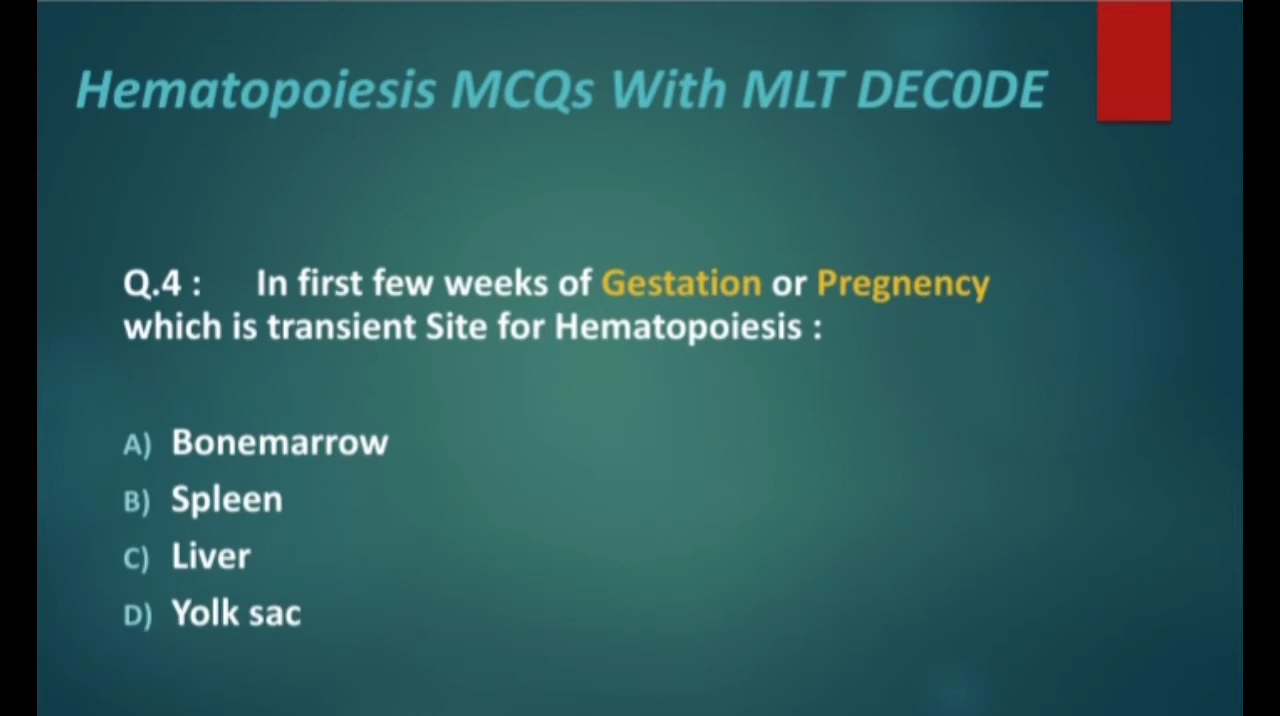 Hematopoiesis MCQs With MLT DEC0DE
Q.4 : In first few weeks of Gestation or Pregnency
which is transient Site for Hematopoiesis :
A) Bonemarrow
B) Spleen
C) Liver
D) Yolk sac